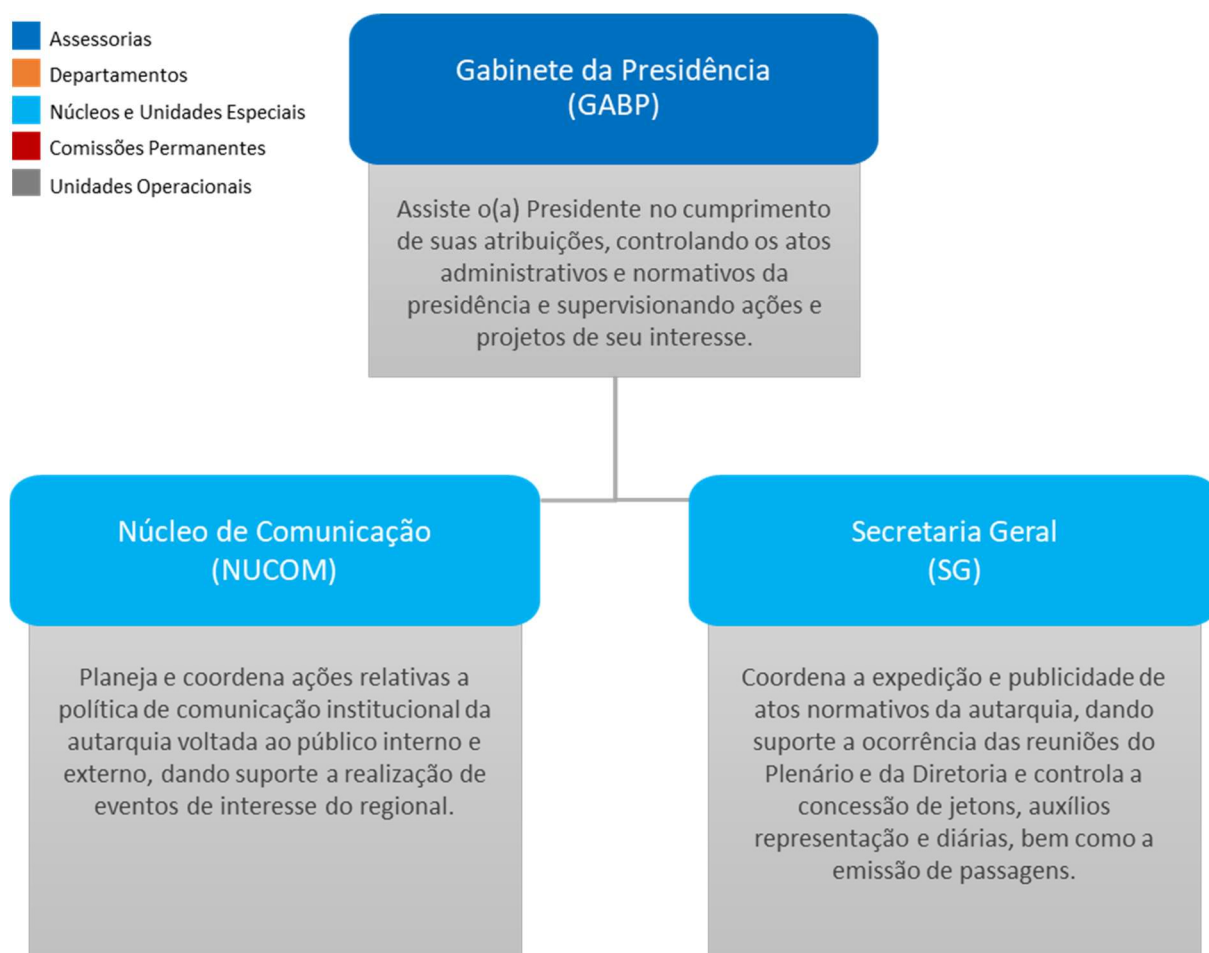 Assessorias
Departamentos
Núcleos e Unidades Especiais
Comissões Permanentes
Unidades Operacionais
Gabinete da Presidência
(GABP)
Assiste o(a) Presidente no cumprimento
de suas atribuições, controlando os atos
administrativos e normativos da
presidência e supervisionando ações e
projetos de seu interesse.
Núcleo de Comunicação
(NUCOM)
Planeja e coordena ações relativas a
política de comunicação institucional da
autarquia voltada ao público interno e
externo, dando suporte a realização de
eventos de interesse do regional.
Secretaria Geral
(SG)
Coordena a expedição e publicidade de
atos normativos da autarquia, dando
suporte a ocorrência das reuniões do
Plenário e da Diretoria e controla a
concessão de jetons, auxílios
representação e diárias, bem como a
emissão de passagens.